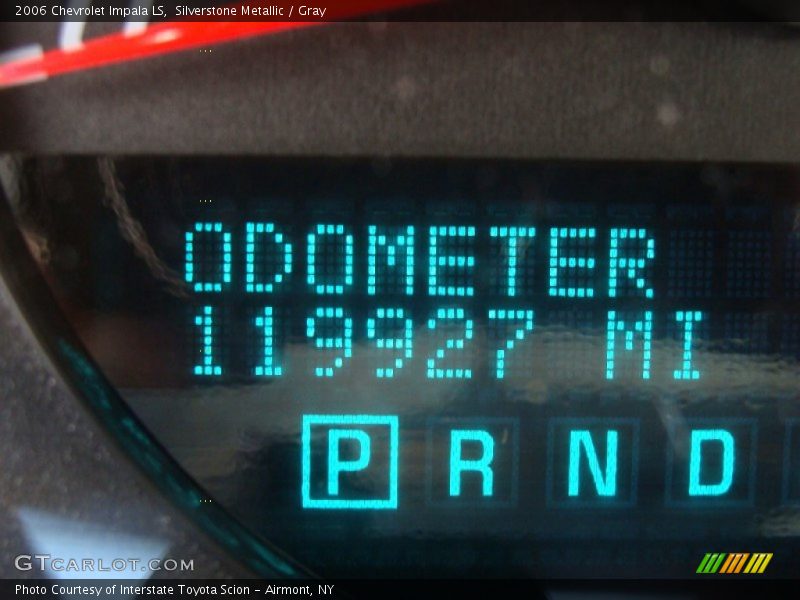 2006 Chevrolet Impala LS, Silverstone Metallic / Gray
ODOMETER
119927 MI
P R N D
GTCARLOT.COM
Photo Courtesy of Interstate Toyota Scion - Airmont, NY